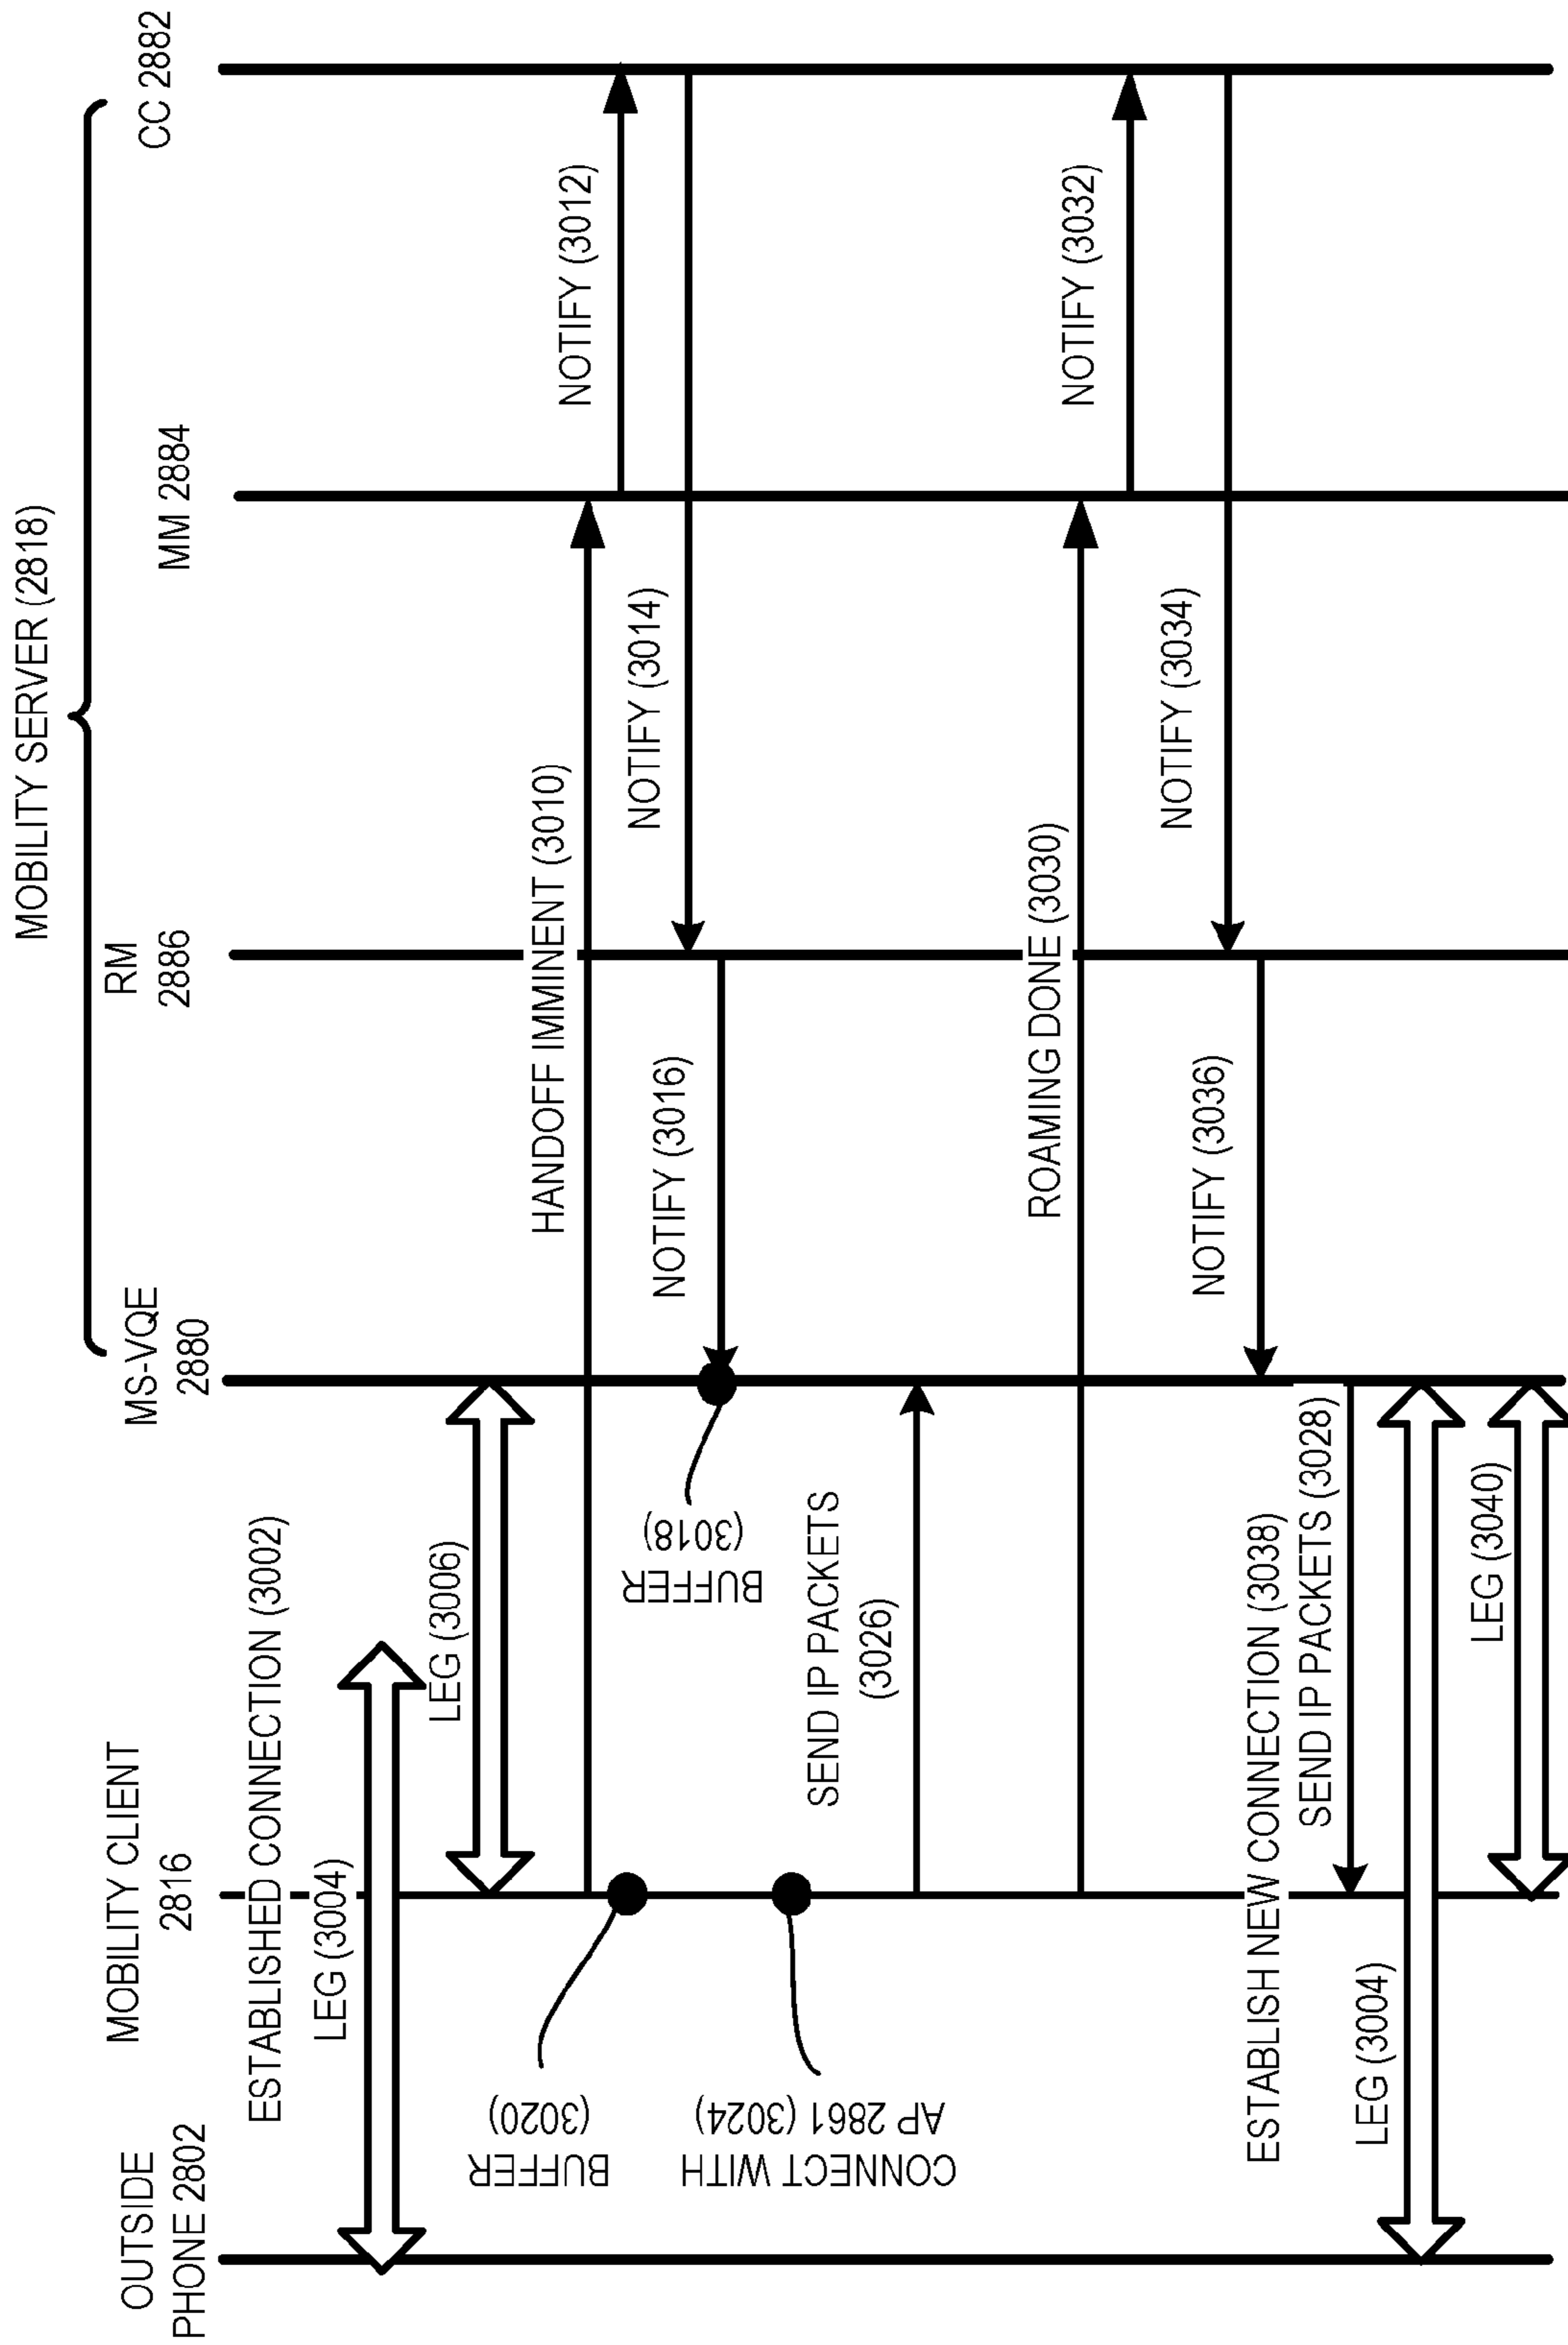 MOBILITY SERVER (2818)
OUTSIDE
PHONE 2802
MOBILITY CLIENT
2816
MS-VQE
2880
RM
2886
MM 2884
CC 2882
ESTABLISHED CONNECTION (3002)
LEG (3004)
LEG (3006)
HANDOFF IMMINENT (3010)
NOTIFY (3012)
NOTIFY (3014)
NOTIFY (3016)
BUFFER
(3018)
BUFFER
(3020)
CONNECT WITH
AP 2861 (3024)
SEND IP PACKETS
(3026)
ROAMING DONE (3030)
NOTIFY (3032)
NOTIFY (3034)
NOTIFY (3036)
ESTABLISH NEW CONNECTION (3038)
SEND IP PACKETS (3028)
LEG (3004)
LEG (3040)